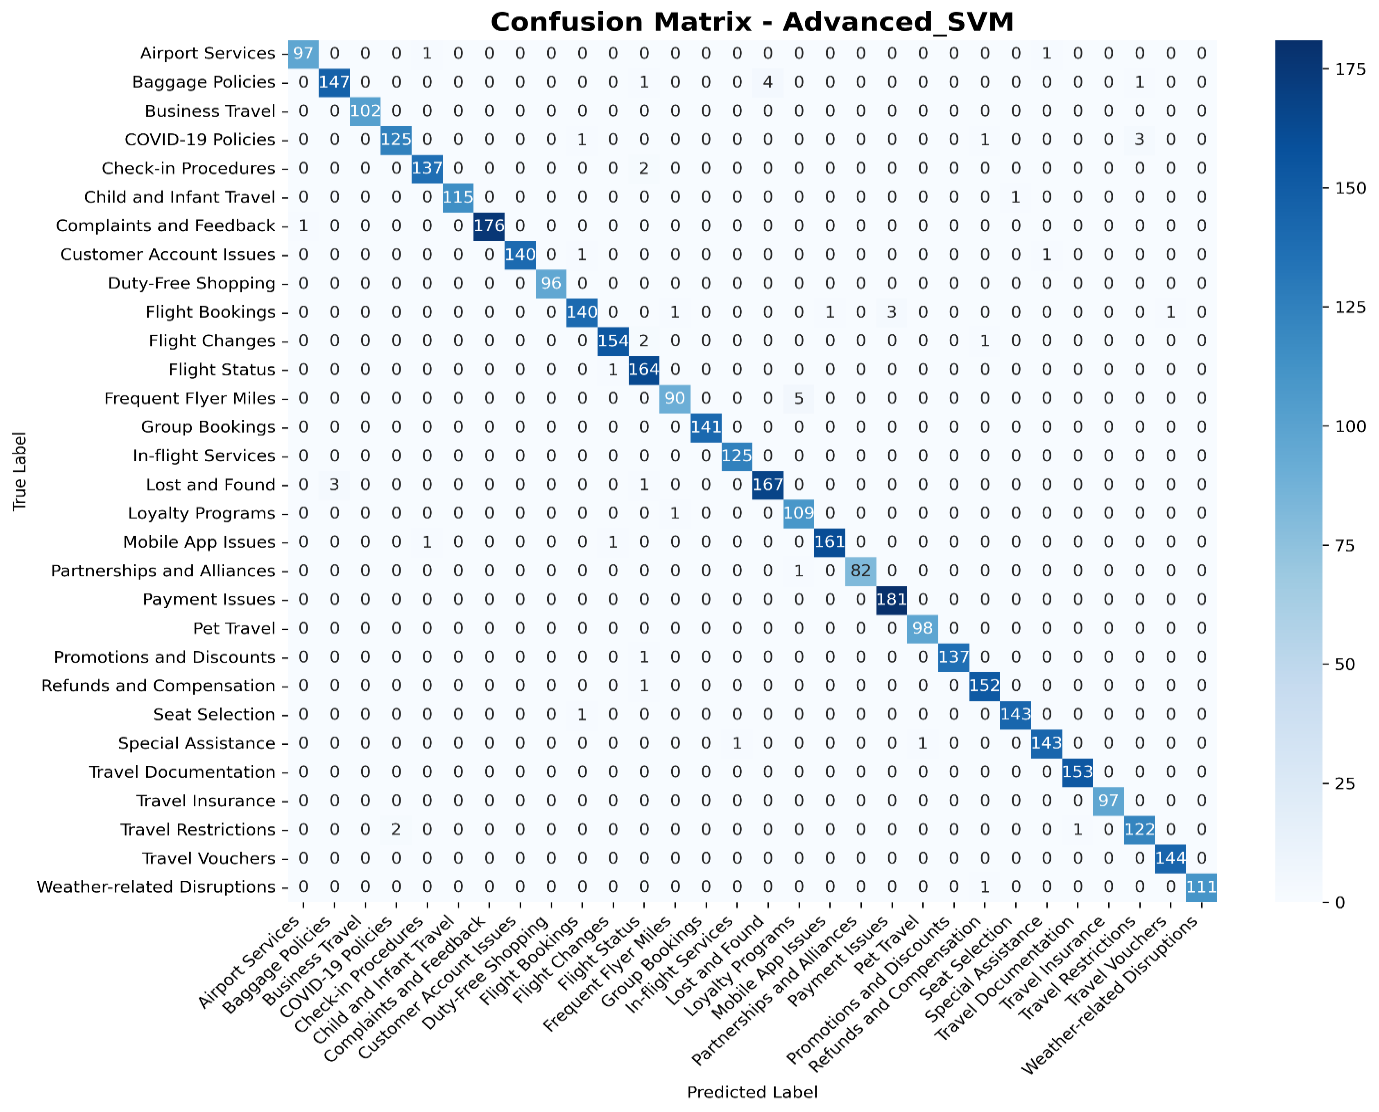 Confusion Matrix - Advanced_SVM
Airport Services 97 0 0 0 1 0 0 0 0 0 0 0 0 0 0 0 0 0 0 0 0 0 0 0 1 0 0 0 0 0
Baggage Policies 0 147 0 0 0 0 0 0 0 0 0 1 0 0 0 4 0 0 0 0 0 0 0 0 0 0 0 1 0 0
Business Travel 0 0 102 0 0 0 0 0 0 0 0 0 0 0 0 0 0 0 0 0 0 0 0 0 0 0 0 0 0 0
COVID-19 Policies 0 0 0 125 0 0 0 0 0 1 0 0 0 0 0 0 0 0 0 0 0 0 1 0 0 0 0 3 0 0
Check-in Procedures 0 0 0 0 137 0 0 0 0 0 0 2 0 0 0 0 0 0 0 0 0 0 0 0 0 0 0 0 0 0
Child and Infant Travel 0 0 0 0 0 115 0 0 0 0 0 0 0 0 0 0 0 0 0 0 0 0 0 1 0 0 0 0 0 0
Complaints and Feedback 1 0 0 0 0 0 176 0 0 0 0 0 0 0 0 0 0 0 0 0 0 0 0 0 0 0 0 0 0 0
Customer Account Issues 0 0 0 0 0 0 0 140 0 1 0 0 0 0 0 0 0 0 0 0 0 0 0 0 1 0 0 0 0 0
Duty-Free Shopping 0 0 0 0 0 0 0 0 96 0 0 0 0 0 0 0 0 0 0 0 0 0 0 0 0 0 0 0 0 0
Flight Bookings 0 0 0 0 0 0 0 0 0 140 0 0 1 0 0 0 0 1 0 3 0 0 0 0 0 0 0 0 1 0
Flight Changes 0 0 0 0 0 0 0 0 0 0 154 2 0 0 0 0 0 0 0 0 0 0 1 0 0 0 0 0 0 0
Flight Status 0 0 0 0 0 0 0 0 0 0 1 164 0 0 0 0 0 0 0 0 0 0 0 0 0 0 0 0 0 0
Frequent Flyer Miles 0 0 0 0 0 0 0 0 0 0 0 0 90 0 0 0 5 0 0 0 0 0 0 0 0 0 0 0 0 0
Group Bookings 0 0 0 0 0 0 0 0 0 0 0 0 0 141 0 0 0 0 0 0 0 0 0 0 0 0 0 0 0 0
In-flight Services 0 0 0 0 0 0 0 0 0 0 0 0 0 0 125 0 0 0 0 0 0 0 0 0 0 0 0 0 0 0
Lost and Found 0 3 0 0 0 0 0 0 0 0 0 1 0 0 0 167 0 0 0 0 0 0 0 0 0 0 0 0 0 0
Loyalty Programs 0 0 0 0 0 0 0 0 0 0 0 0 1 0 0 0 109 0 0 0 0 0 0 0 0 0 0 0 0 0
Mobile App Issues 0 0 0 0 1 0 0 0 0 0 1 0 0 0 0 0 0 161 0 0 0 0 0 0 0 0 0 0 0 0
Partnerships and Alliances 0 0 0 0 0 0 0 0 0 0 0 0 0 0 0 0 1 0 82 0 0 0 0 0 0 0 0 0 0 0
Payment Issues 0 0 0 0 0 0 0 0 0 0 0 0 0 0 0 0 0 0 0 181 0 0 0 0 0 0 0 0 0 0
Pet Travel 0 0 0 0 0 0 0 0 0 0 0 0 0 0 0 0 0 0 0 0 98 0 0 0 0 0 0 0 0 0
Promotions and Discounts 0 0 0 0 0 0 0 0 0 0 0 1 0 0 0 0 0 0 0 0 0 137 0 0 0 0 0 0 0 0
Refunds and Compensation 0 0 0 0 0 0 0 0 0 0 0 1 0 0 0 0 0 0 0 0 0 0 152 0 0 0 0 0 0 0
Seat Selection 0 0 0 0 0 0 0 0 0 1 0 0 0 0 0 0 0 0 0 0 0 0 0 143 0 0 0 0 0 0
Special Assistance 0 0 0 0 0 0 0 0 0 0 0 0 0 0 1 0 0 0 0 0 1 0 0 0 143 0 0 0 0 0
Travel Documentation 0 0 0 0 0 0 0 0 0 0 0 0 0 0 0 0 0 0 0 0 0 0 0 0 0 153 0 0 0 0
Travel Insurance 0 0 0 0 0 0 0 0 0 0 0 0 0 0 0 0 0 0 0 0 0 0 0 0 0 0 97 0 0 0
Travel Restrictions 0 0 0 2 0 0 0 0 0 0 0 0 0 0 0 0 0 0 0 0 0 0 0 0 0 1 0 122 0 0
Travel Vouchers 0 0 0 0 0 0 0 0 0 0 0 0 0 0 0 0 0 0 0 0 0 0 0 0 0 0 0 0 144 0
Weather-related Disruptions 0 0 0 0 0 0 0 0 0 0 0 0 0 0 0 0 0 0 0 0 0 0 1 0 0 0 0 0 0 111
True Label
Airport Services
Baggage Policies
Business Travel
COVID-19 Policies
Check-in Procedures
Child and Infant Travel
Complaints and Feedback
Customer Account Issues
Duty-Free Shopping
Flight Bookings
Flight Changes
Flight Status
Frequent Flyer Miles
Group Bookings
In-flight Services
Lost and Found
Loyalty Programs
Mobile App Issues
Partnerships and Alliances
Payment Issues
Pet Travel
Promotions and Discounts
Refunds and Compensation
Seat Selection
Special Assistance
Travel Documentation
Travel Insurance
Travel Restrictions
Travel Vouchers
Weather-related Disruptions
Predicted Label
175
150
125
100
75
50
25
0